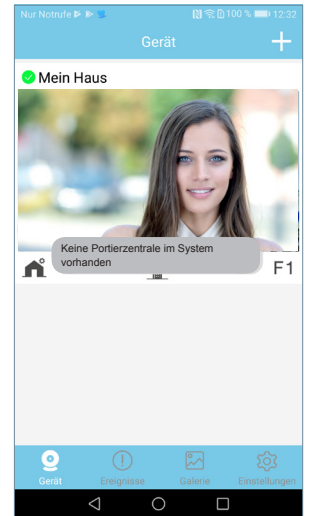 Nur Notrufe 100 % 12:32
Gerät
Mein Haus
Keine Portierzentrale im System
vorhanden
F1
Gerät Ereignisse Galerie Einstellungen